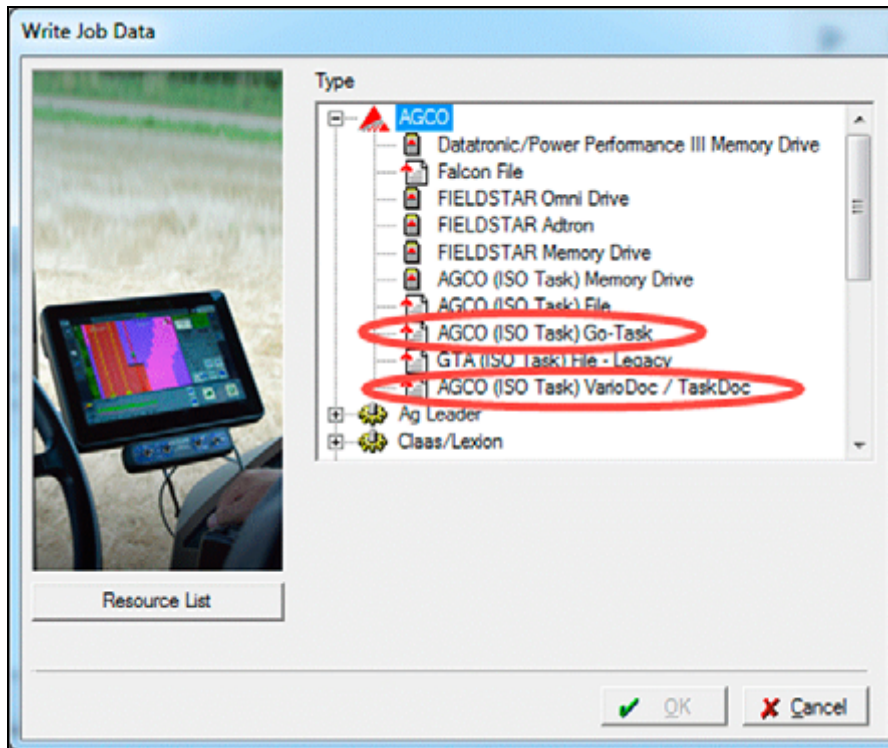 Write Job Data
Type
AGCO
Datatronic/Power Performance III Memory Drive
Falcon File
FIELDSTAR Omni Drive
FIELDSTAR Adtron
FIELDSTAR Memory Drive
AGCO (ISO Task) Memory Drive
AGCO (ISO Task) File
AGCO (ISO Task) Go-Task
GTA (ISO Task) File - Legacy
AGCO (ISO Task) VarioDoc / TaskDoc
Ag Leader
Claas/Lexion
Resource List
OK
Cancel